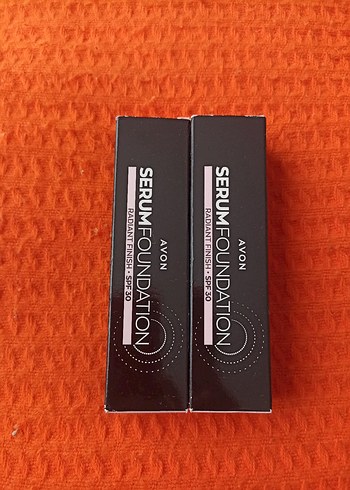 AVON
SERUMFOUNDATION
RADIANT FINISH • SPF 30
AVON
SERUMFOUNDATION
RADIANT FINISH • SPF 30